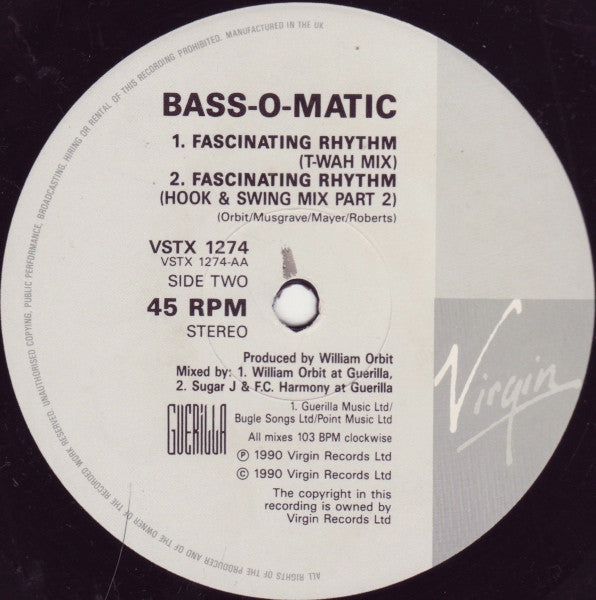 ALL RIGHTS OF THE PRODUCER AND OF THE OWNER OF THE RECORDED WORK RESERVED. UNAUTHORISED COPYING, PUBLIC PERFORMANCE, BROADCASTING, HIRING OR RENTAL OF THIS RECORDING PROHIBITED. MANUFACTURED IN THE UK
BASS-O-MATIC
1. FASCINATING RHYTHM
(T-WAH MIX)
2. FASCINATING RHYTHM
(HOOK & SWING MIX PART 2)
(Orbit/Musgrave/Mayer/Roberts)
VSTX 1274
VSTX 1274-AA
SIDE TWO
45 RPM
STEREO
Produced by William Orbit
Mixed by: 1. William Orbit at Guerilla,
2. Sugar J & F.C. Harmony at Guerilla
GUERILLA
1. Guerilla Music Ltd/
Bugle Songs Ltd/Point Music Ltd
All mixes 103 BPM clockwise
℗ 1990 Virgin Records Ltd
© 1990 Virgin Records Ltd
The copyright in this
recording is owned by
Virgin Records Ltd
Virgin